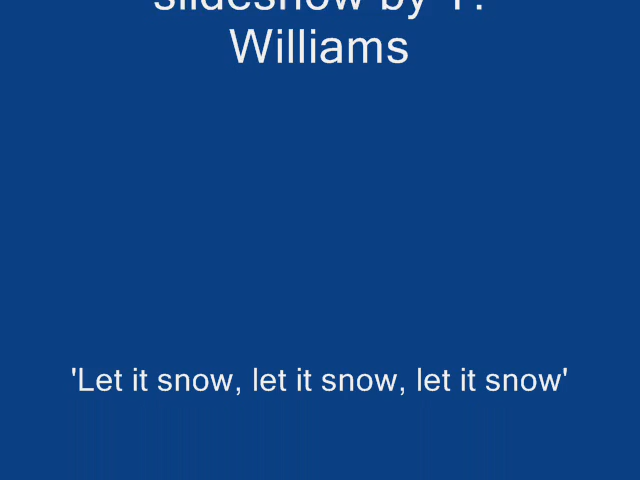 slideshow by
Williams
'Let it snow, let it snow, let it snow'